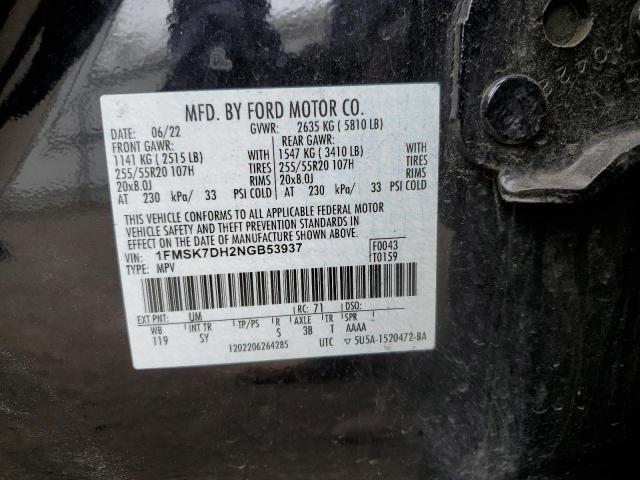 MFD. BY FORD MOTOR CO.
DATE: 06/22 GVWR: 2635 KG ( 5810 LB)
FRONT GAWR: REAR GAWR:
1141 KG ( 2515 LB) WITH 1547 KG ( 3410 LB) WITH
255/55R20 107H TIRES 255/55R20 107H TIRES
20x8.0J RIMS 20x8.0J RIMS
AT 230 kPa/ 33 PSI COLD AT 230 kPa/ 33 PSI COLD
THIS VEHICLE CONFORMS TO ALL APPLICABLE FEDERAL MOTOR
VEHICLE SAFETY AND THEFT PREVENTION STANDARDS IN
EFFECT ON THE DATE OF MANUFACTURE SHOWN ABOVE.
VIN: 1FMSK7DH2NGB53937 F0043
TYPE: MPV T0159
EXT PNT: UM RC: 71 DSO:
WB INT TR TP/PS R AXLE TR SPR
119 SY S 3B T AAAA
1202206264285 UTC ▽ 5U5A-1520472-BA